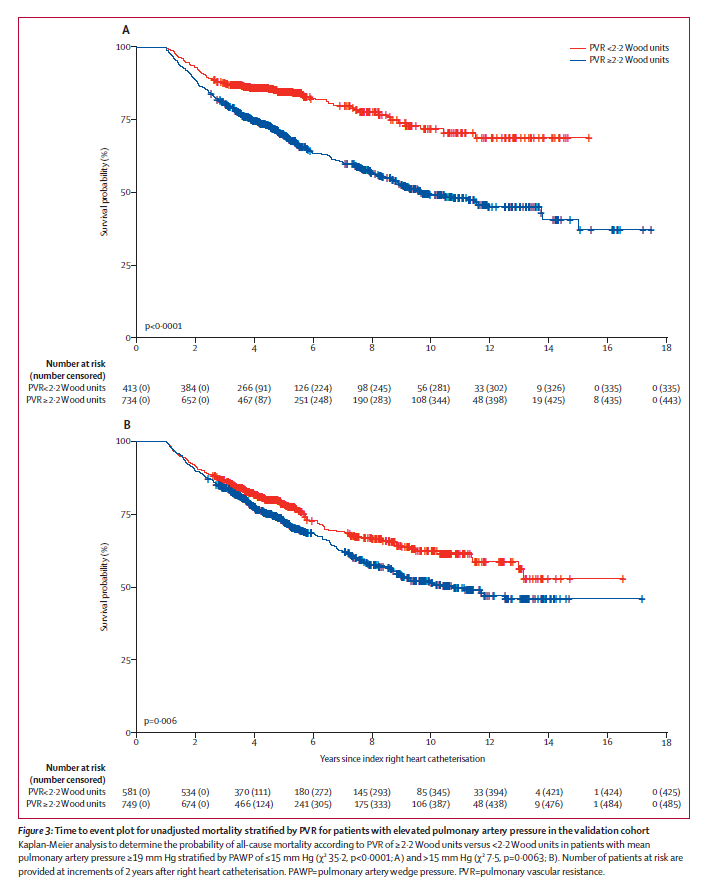 A
PVR <2·2 Wood units
PVR ≥2·2 Wood units
100
75
50
25
0
Survival probability (%)
p<0·0001
0 2 4 6 8 10 12 14 16 18
Number at risk
(number censored)
PVR<2·2 Wood units 413 (0) 384 (0) 266 (91) 126 (224) 98 (245) 56 (281) 33 (302) 9 (326) 0 (335) 0 (335)
PVR≥2·2 Wood units 734 (0) 652 (0) 467 (87) 251 (248) 190 (283) 108 (344) 48 (398) 19 (425) 8 (435) 0 (443)
B
100
75
50
25
0
Survival probability (%)
p=0·006
0 2 4 6 8 10 12 14 16 18
Years since index right heart catheterisation
Number at risk
(number censored)
PVR<2·2 Wood units 581 (0) 534 (0) 370 (111) 180 (272) 145 (293) 85 (345) 33 (394) 4 (421) 1 (424) 0 (425)
PVR≥2·2 Wood units 749 (0) 674 (0) 466 (124) 241 (305) 175 (333) 106 (387) 48 (438) 9 (476) 1 (484) 0 (485)
Figure 3: Time to event plot for unadjusted mortality stratified by PVR for patients with elevated pulmonary artery pressure in the validation cohort
Kaplan-Meier analysis to determine the probability of all-cause mortality according to PVR of ≥2·2 Wood units versus <2·2 Wood units in patients with mean
pulmonary artery pressure ≥19 mm Hg stratified by PAWP of ≤15 mm Hg (χ² 35·2, p<0·0001; A) and >15 mm Hg (χ² 7·5, p=0·0063; B). Number of patients at risk are
provided at increments of 2 years after right heart catheterisation. PAWP=pulmonary artery wedge pressure. PVR=pulmonary vascular resistance.